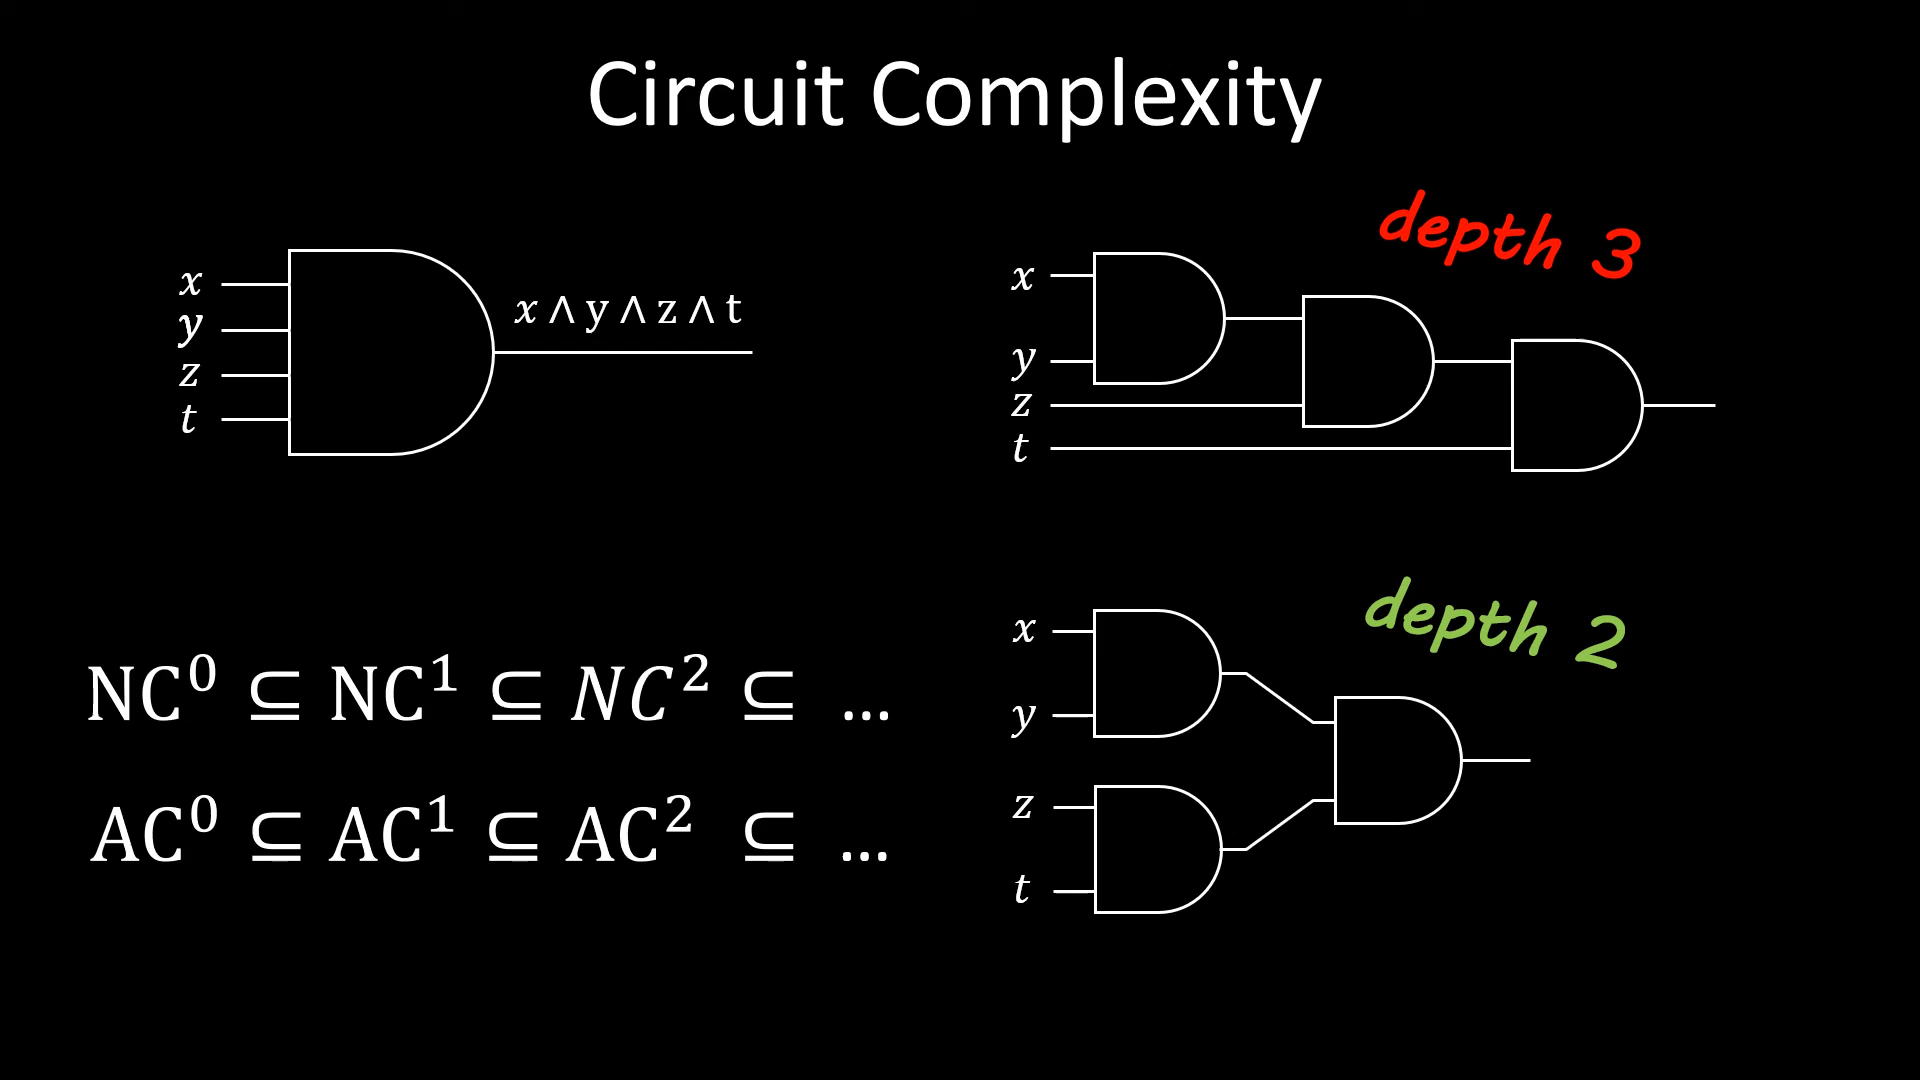 Circuit Complexity
x
y
z
t
x ∧ y ∧ z ∧ t
depth 3
x
y
z
t
depth 2
x
y
z
t
NC⁰ ⊆ NC¹ ⊆ NC² ⊆ ...
AC⁰ ⊆ AC¹ ⊆ AC² ⊆ ...